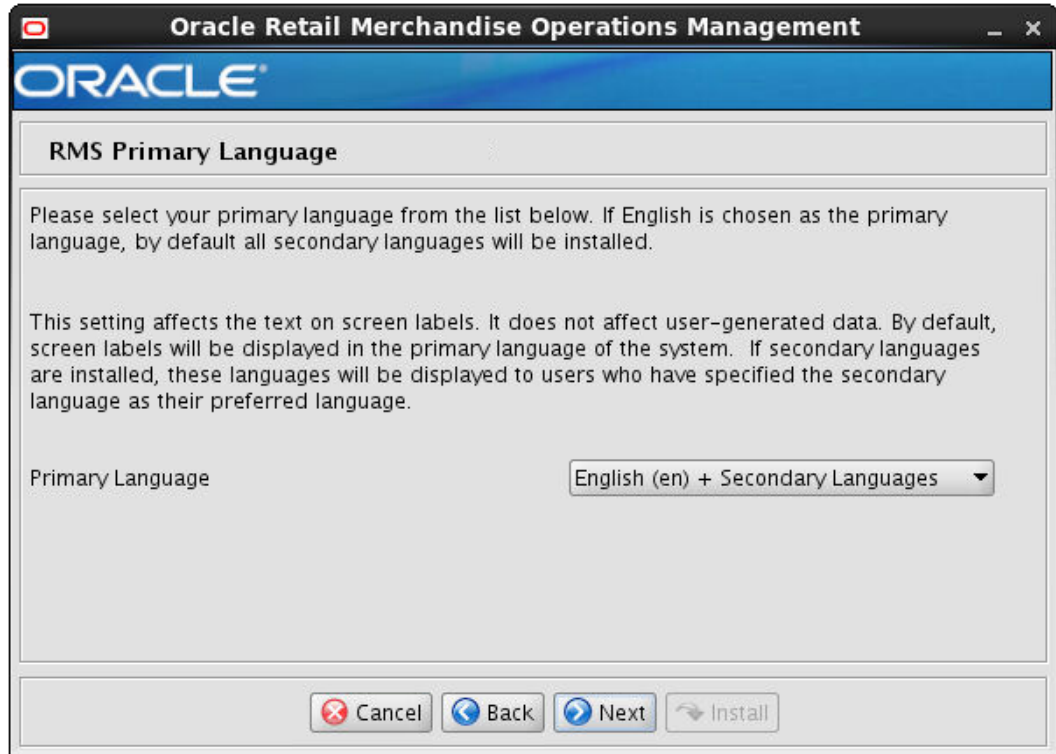 Oracle Retail Merchandise Operations Management
ORACLE
RMS Primary Language
Please select your primary language from the list below. If English is chosen as the primary
language, by default all secondary languages will be installed.
This setting affects the text on screen labels. It does not affect user-generated data. By default,
screen labels will be displayed in the primary language of the system.  If secondary languages
are installed, these languages will be displayed to users who have specified the secondary
language as their preferred language.
Primary Language English (en) + Secondary Languages
Cancel Back Next Install